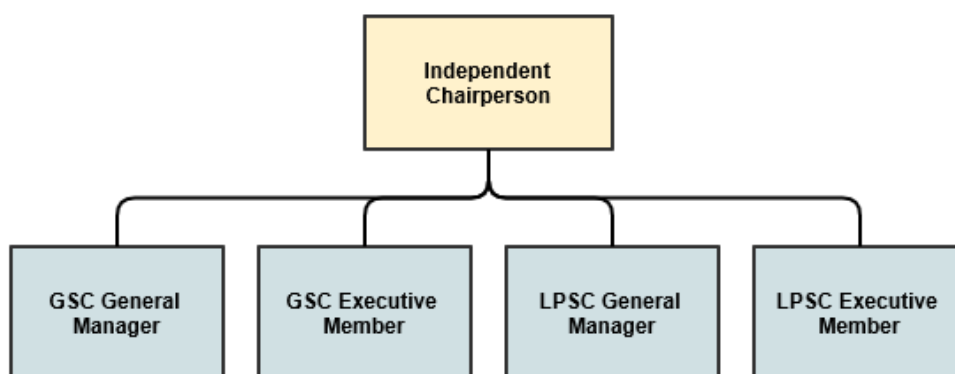 Independent
Chairperson
GSC General
Manager
GSC Executive
Member
LPSC General
Manager
LPSC Executive
Member